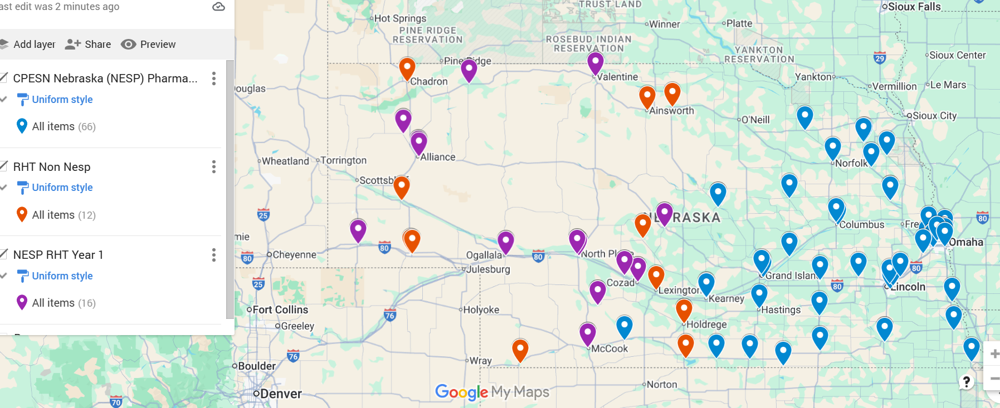 ast edit was 2 minutes ago
Add layer
Share
Preview
CPESN Nebraska (NESP) Pharma...
Uniform style
All items (66)
RHT Non Nesp
Uniform style
All items (12)
NESP RHT Year 1
Uniform style
All items (16)
TRUST LAND
Sioux Falls
Hot Springs
Winner
Platte
PINE RIDGE
RESERVATION
ROSEBUD INDIAN
RESERVATION
YANKTON
RESERVATION
29
Sioux Center
Pine Ridge
Chadron
Valentine
Yankton
Vermillion
Le Mars
ouglas
Ainsworth
O'Neill
Sioux City
Wheatland
Torrington
Alliance
Norfolk
Scottsbl
25
NEBRASKA
80
Columbus
Fre
mie
80
Cheyenne
80
Ogallala
80
North Pl
Omaha
Julesburg
Grand Islan
80
25
Cozad
Lexington
80
Lincoln
Kearney
Fort Collins
Holyoke
76
Hastings
Greeley
Holdrege
76
McCook
Boulder
Wray
Norton
Denver
70
Google My Maps
?